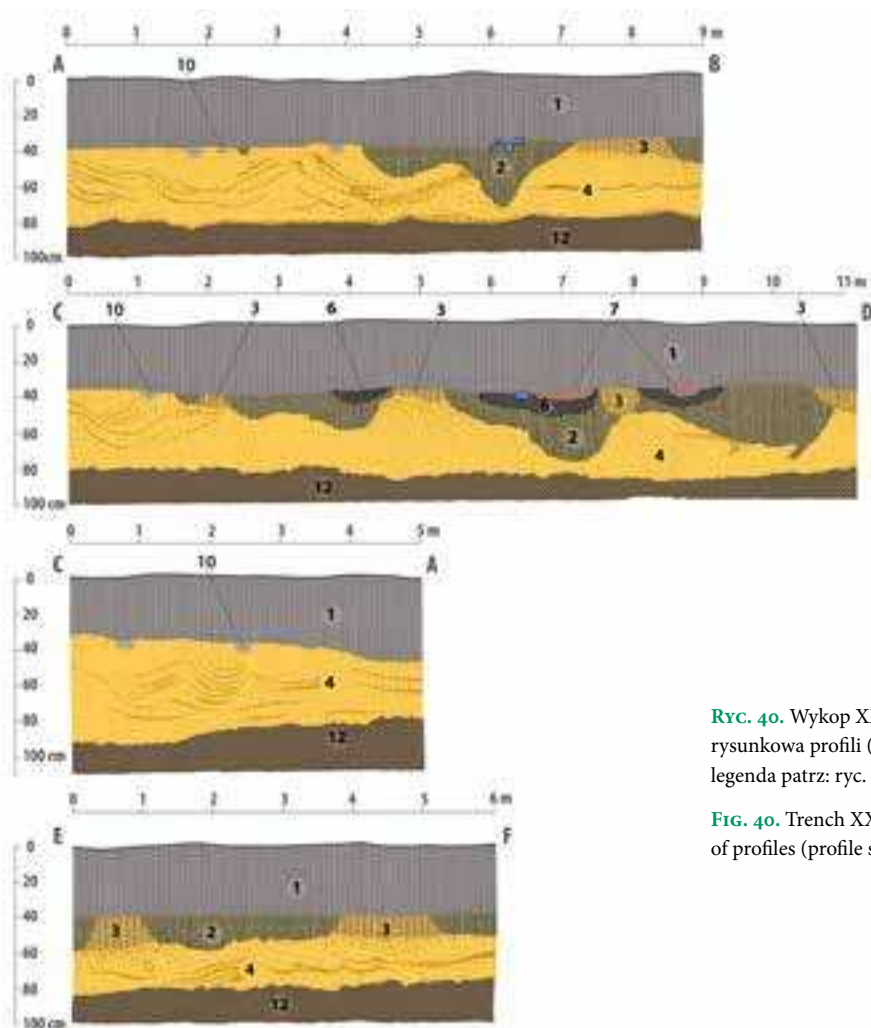 0 1 2 3 4 5 6 7 8 9 m
A 10 B
0
20
40
60
80
100cm
1
3
2
4
12
0 1 2 3 4 5 6 7 8 9 10 11 m
C 10 3 6 3 7 3 D
0
20
40
60
80
100 cm
1
6
3
2
4
12
0 1 2 3 4 5 m
C 10 A
0
20
40
60
80
100 cm
1
4
12
0 1 2 3 4 5 6 m
E F
0
20
40
60
80
100 cm
1
3 2 3
4
12
Ryc. 40. Wykop
rysunkowa profili (
legenda patrz: ryc.
Fig. 40. Trench
of profiles (profile